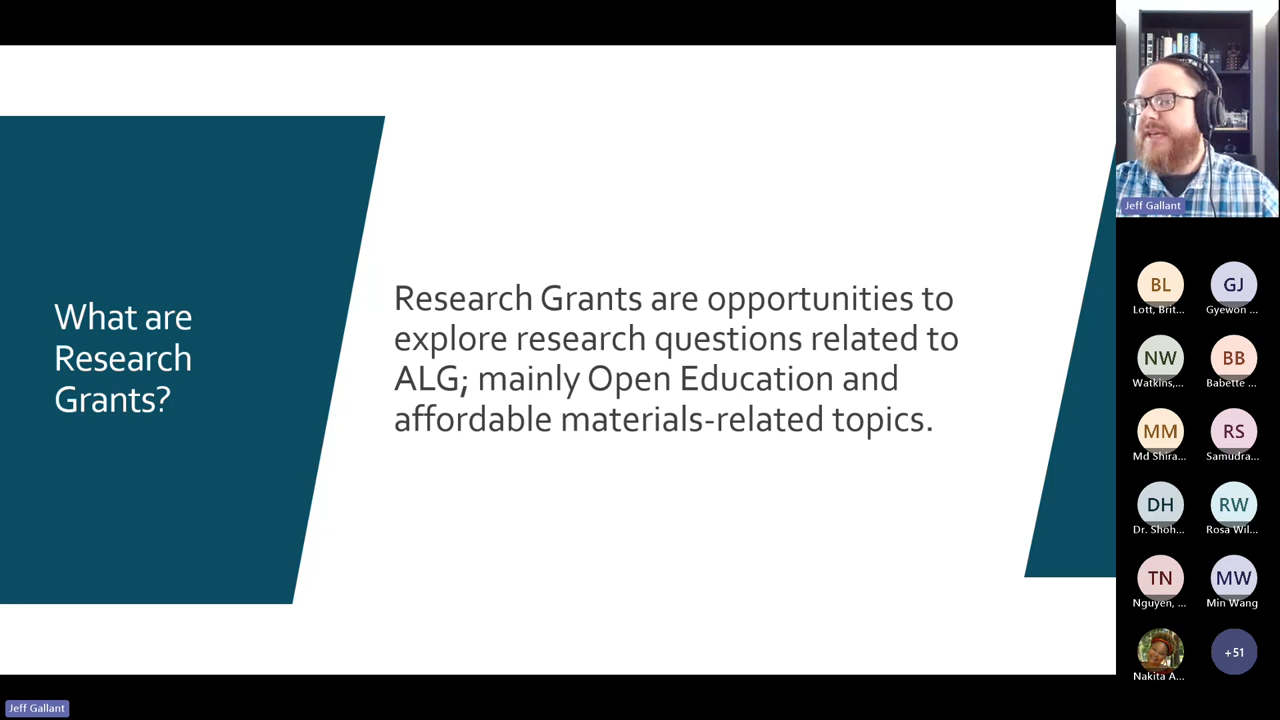 What are
Research
Grants?
Research Grants are opportunities to
explore research questions related to
ALG; mainly Open Education and
affordable materials-related topics.
Jeff Gallant
BL
Lott, Brit...
GJ
Gyewon ...
NW
Watkins,...
BB
Babette ...
MM
Md Shira...
RS
Samudra...
DH
Dr. Shoh...
RW
Rosa Wil...
TN
Nguyen, ...
MW
Min Wang
Nakita A...
+51
Jeff Gallant